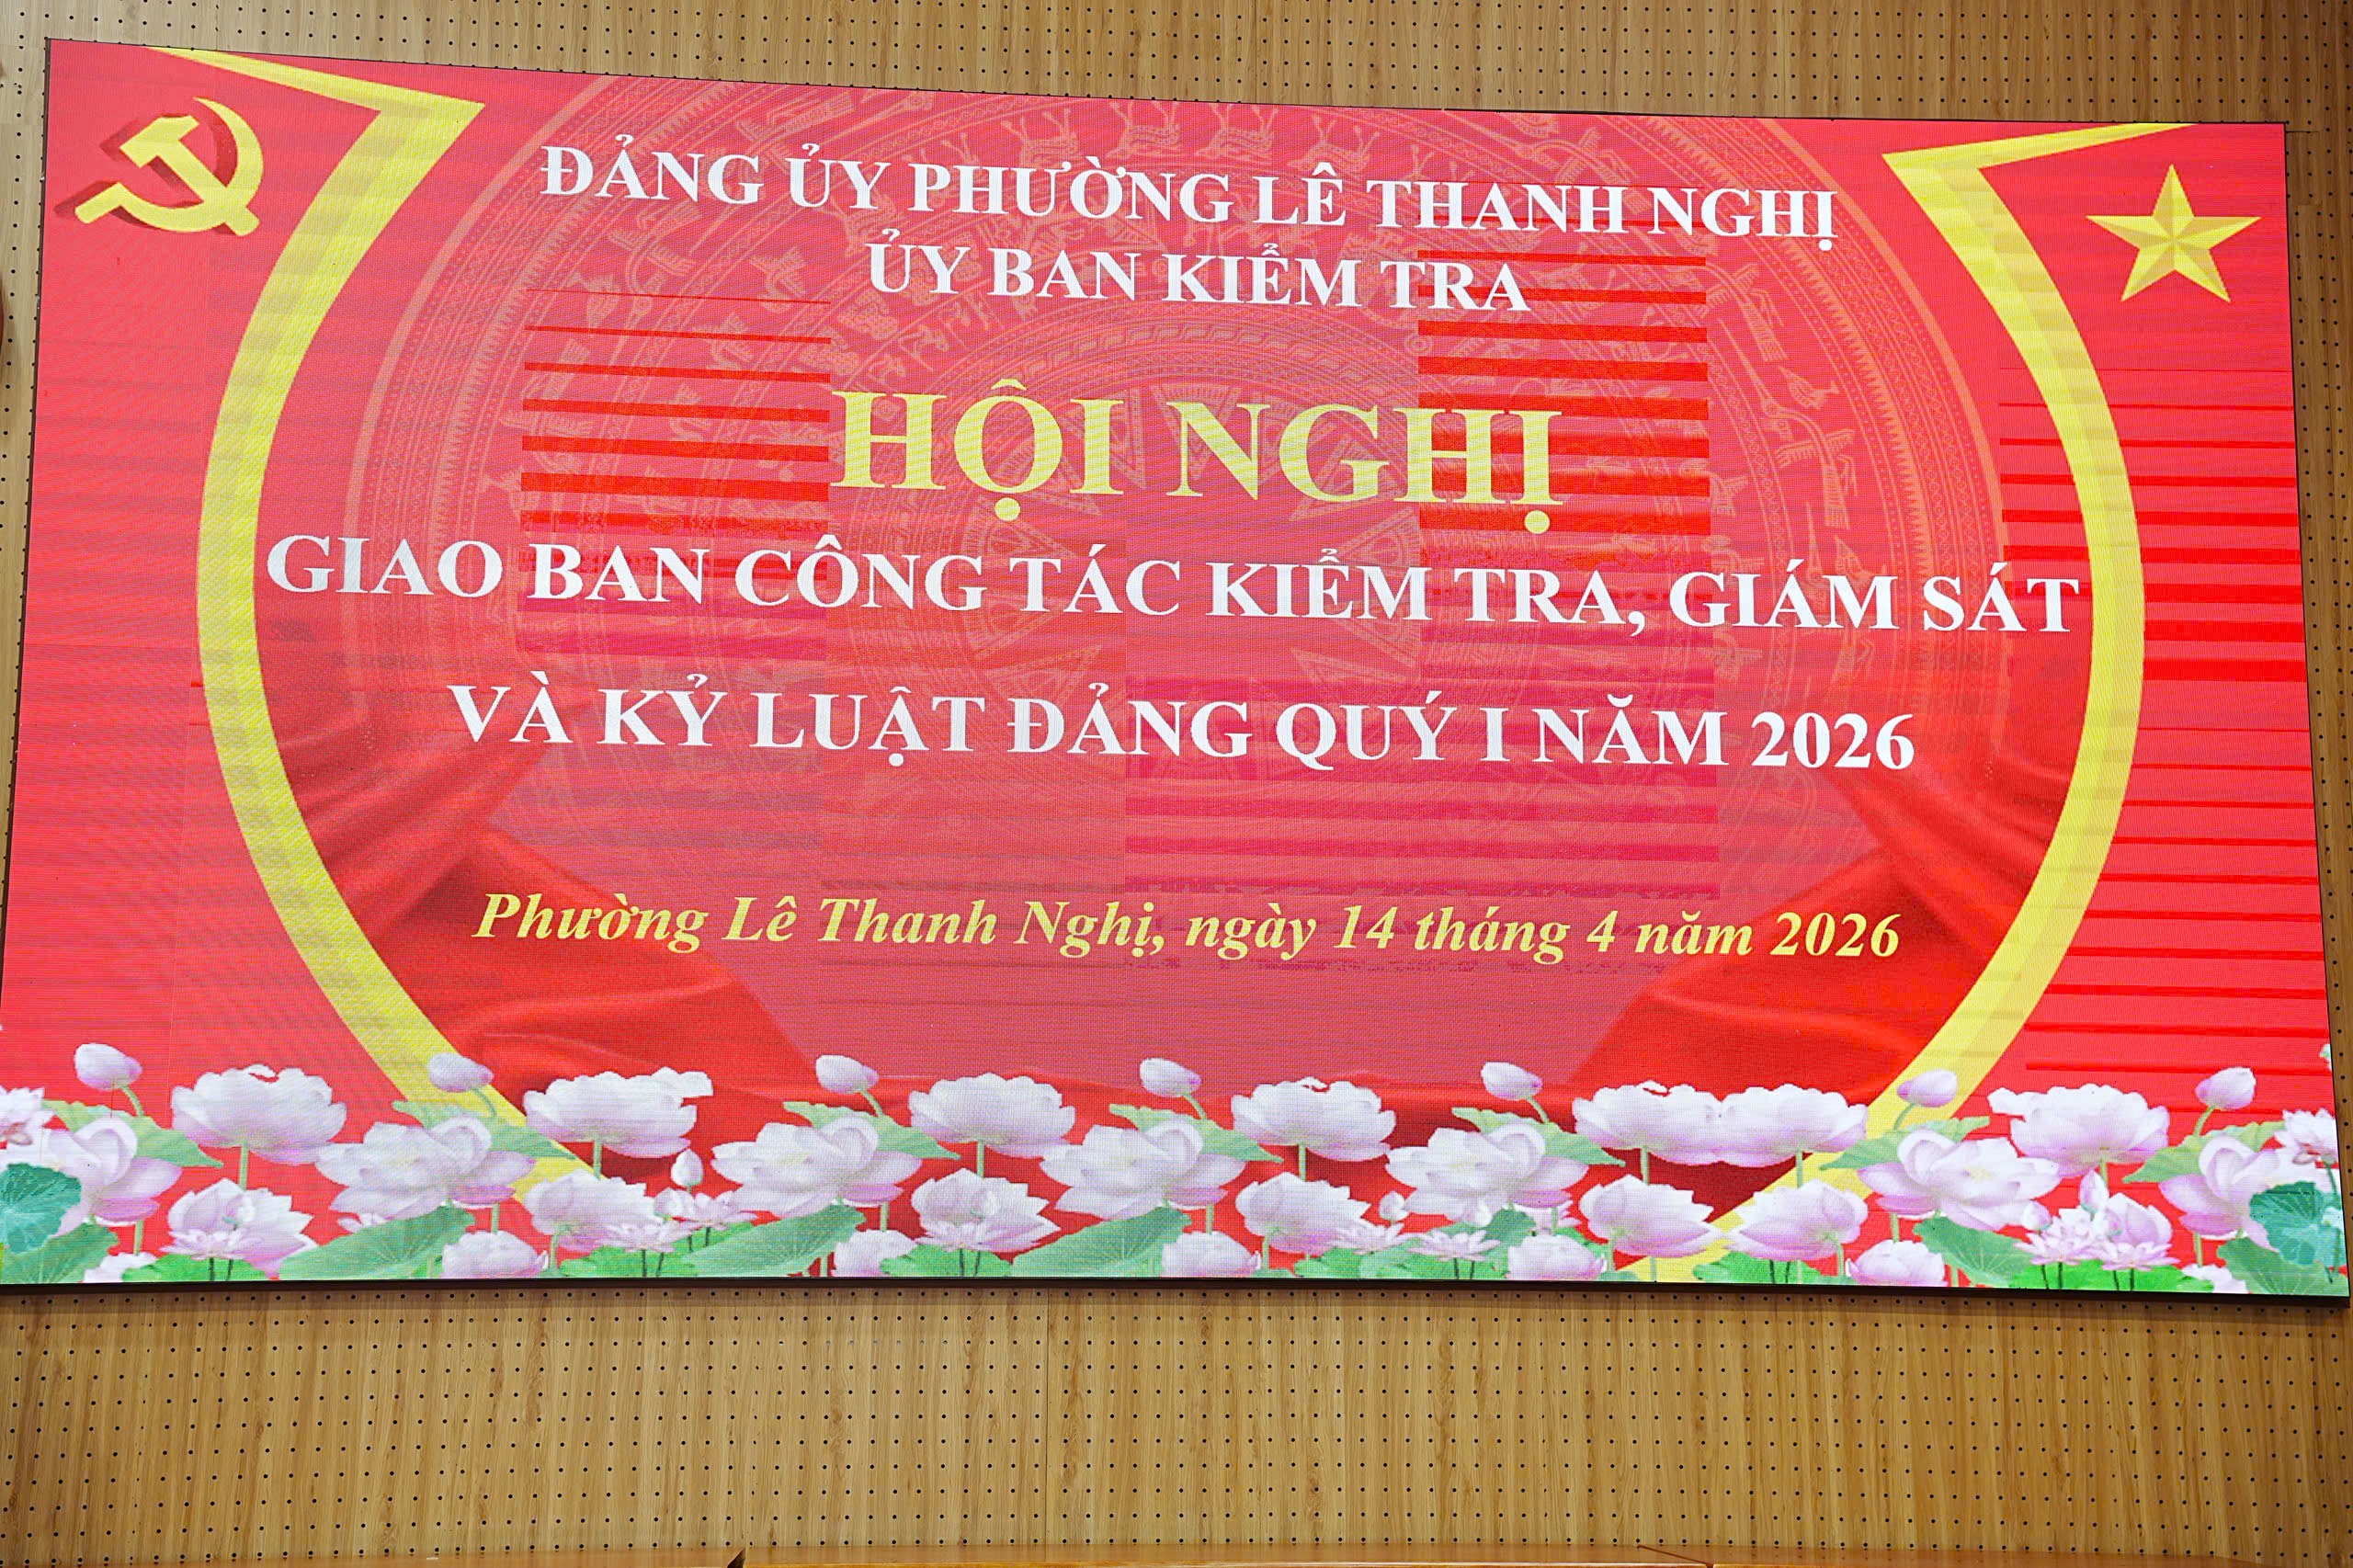 ĐẢNG ỦY PHƯỜNG LÊ THANH NGHỊ
ỦY BAN KIỂM TRA
HỘI NGHỊ
GIAO BAN CÔNG TÁC KIỂM TRA, GIÁM SÁT
VÀ KỶ LUẬT ĐẢNG QUÝ I NĂM 2026
Phường Lê Thanh Nghị, ngày 14 tháng 4 năm 2026